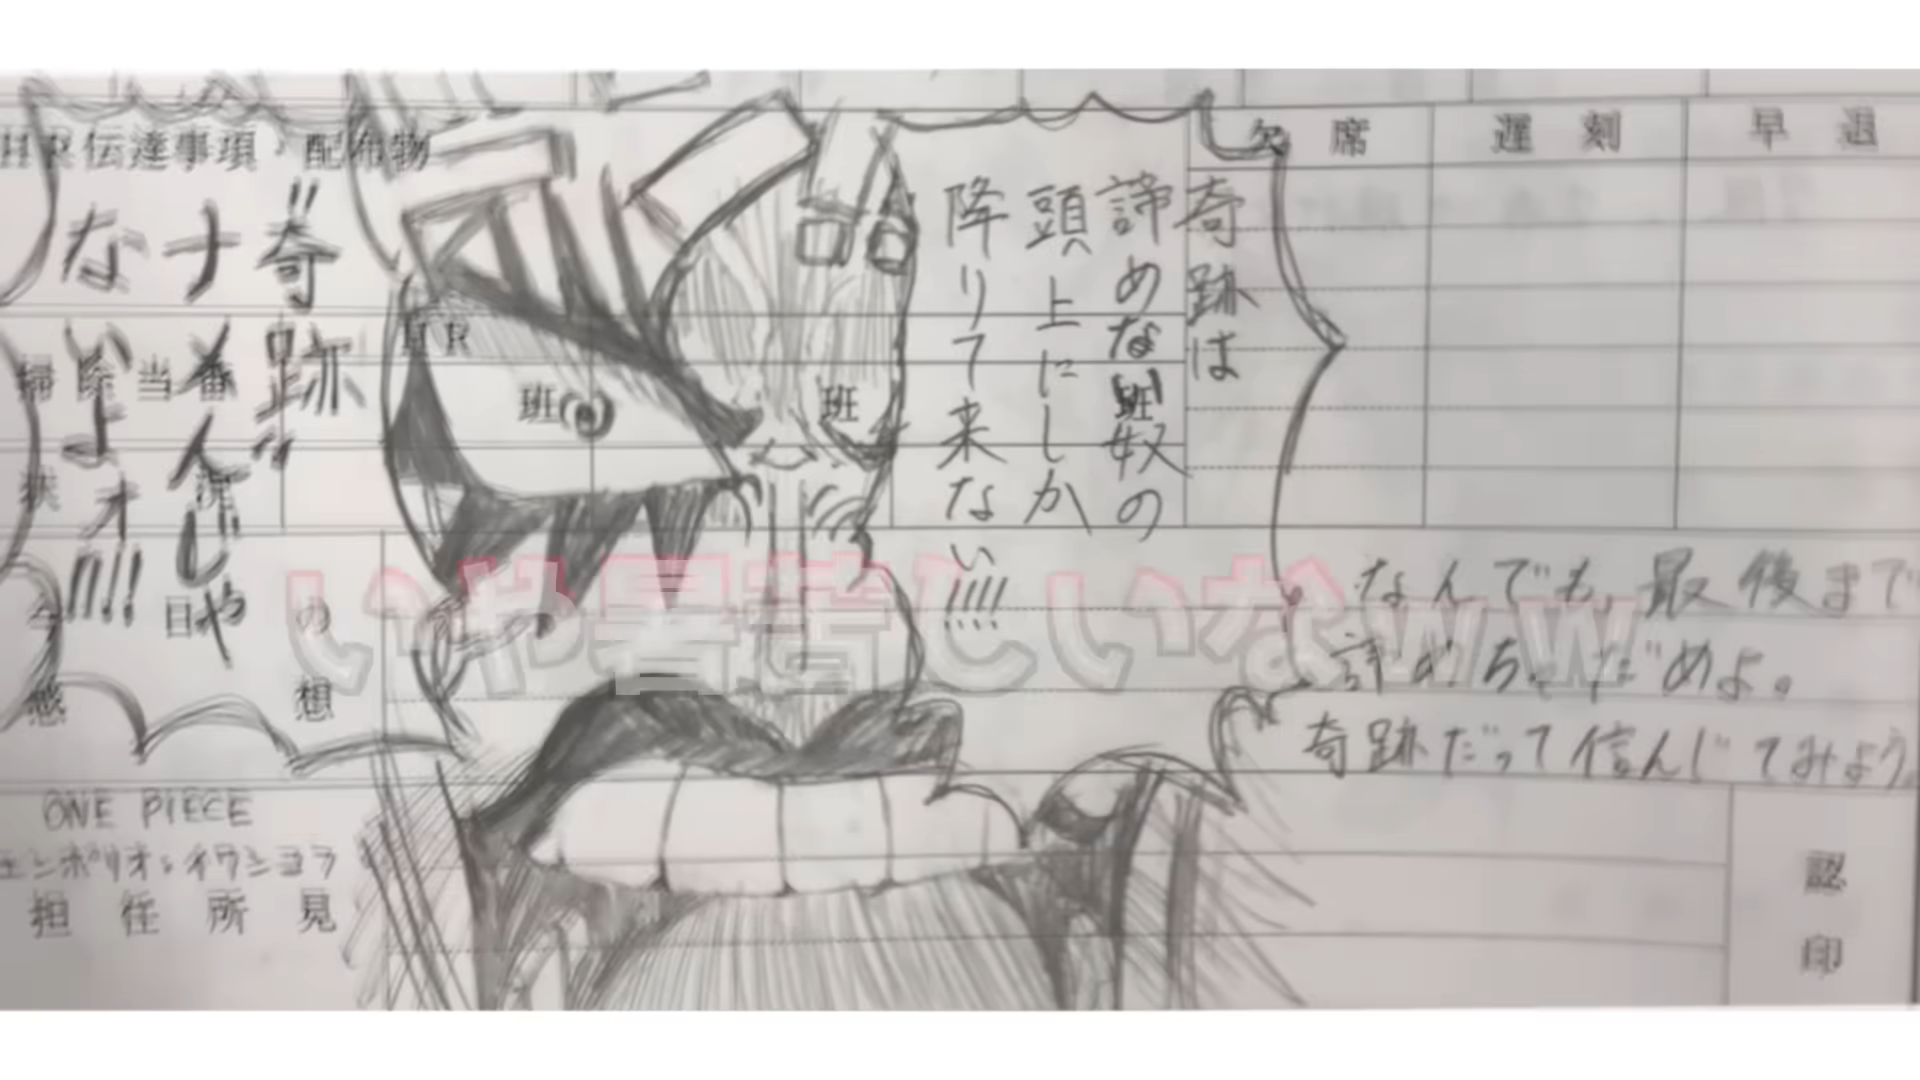 HR伝達事項・配布物
欠席
遅刻
早退
奇跡は
諦めない奴の
頭上にしか
降りて来ない!!!!
奇跡
ナメんじゃ
ないよォ!!!!
HR
掃除当番
班
班
今日の
感想
いや暑苦しいなww
なんでも、最後まで
諦めちゃだめよ。
奇跡だって信んじてみよう。
ONE PIECE
エンポリオ・イワンコフ
担任所見
認
印